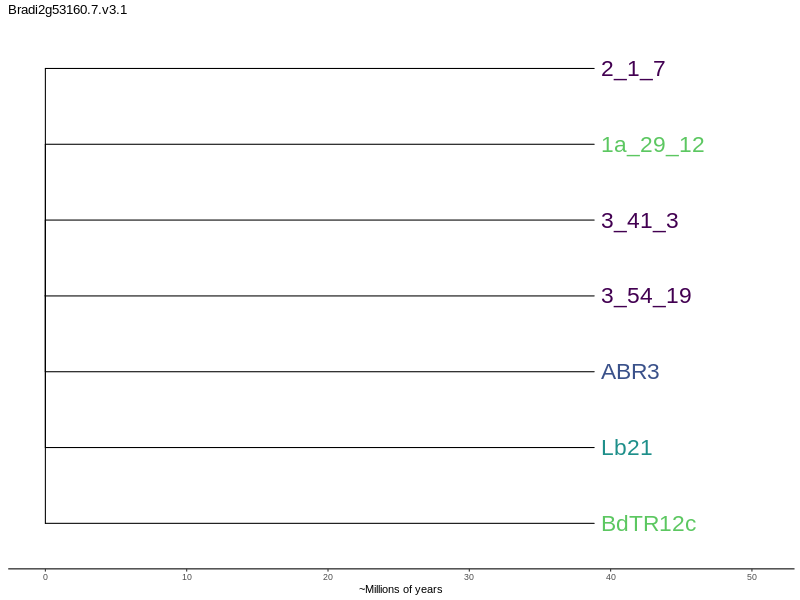 Bradi2g53160.7.v3.1
2_1_7
1a_29_12
3_41_3
3_54_19
ABR3
Lb21
BdTR12c
0 10 20 30 40 50
~Millions of years